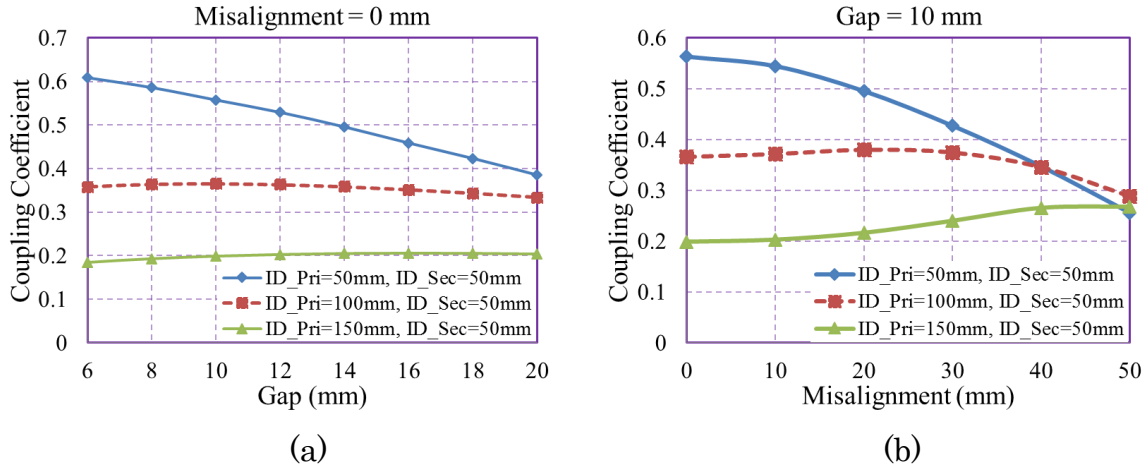 Misalignment = 0 mm
Coupling Coefficient
0.7
0.6
0.5
0.4
0.3
0.2
0.1
0
ID_Pri=50mm, ID_Sec=50mm
ID_Pri=100mm, ID_Sec=50mm
ID_Pri=150mm, ID_Sec=50mm
6 8 10 12 14 16 18 20
Gap (mm)
(a)
Gap = 10 mm
Coupling Coefficient
0.6
0.5
0.4
0.3
0.2
0.1
0
ID_Pri=50mm, ID_Sec=50mm
ID_Pri=100mm, ID_Sec=50mm
ID_Pri=150mm, ID_Sec=50mm
0 10 20 30 40 50
Misalignment (mm)
(b)